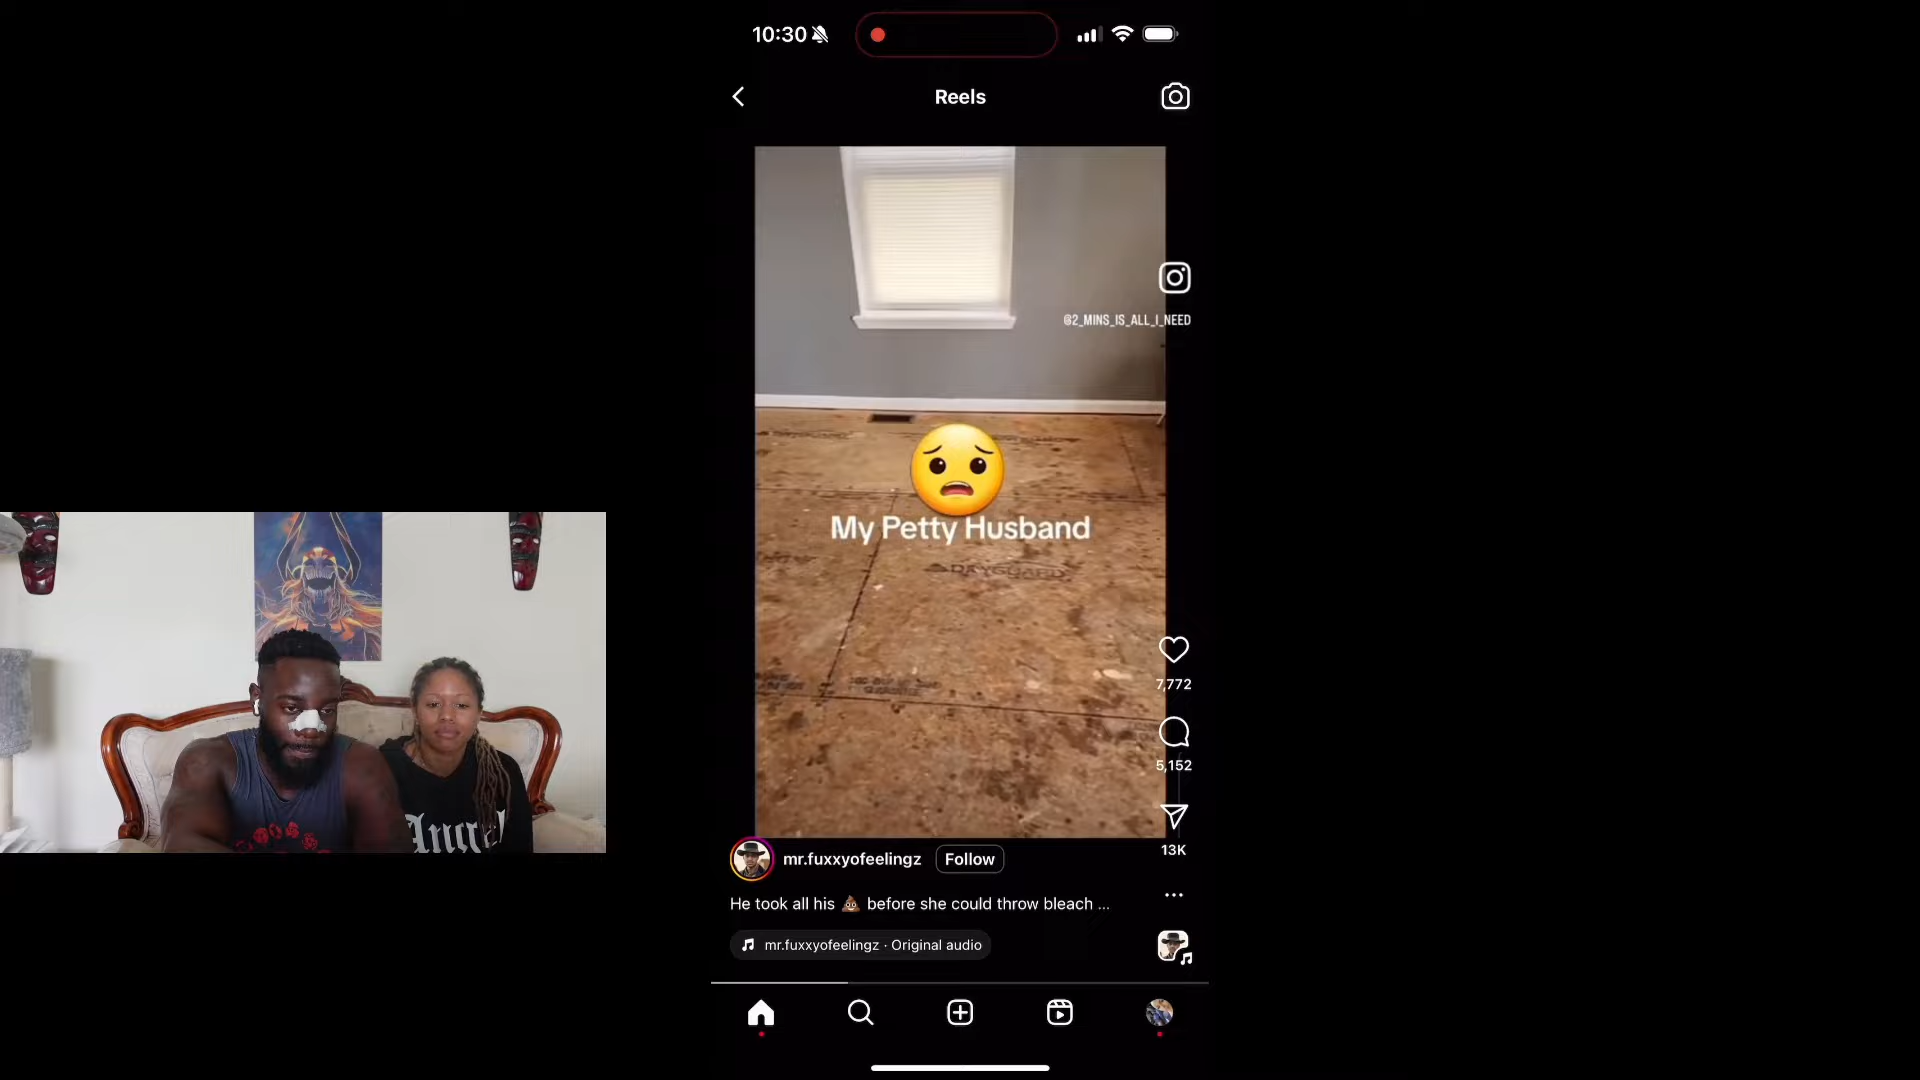 10:30
Reels
@2_MINS_IS_ALL_I_NEED
My Petty Husband
DRYGUARD
7,772
5,152
13K
mr.fuxxyofeelingz
Follow
He took all his 💩 before she could throw bleach ...
mr.fuxxyofeelingz · Original audio